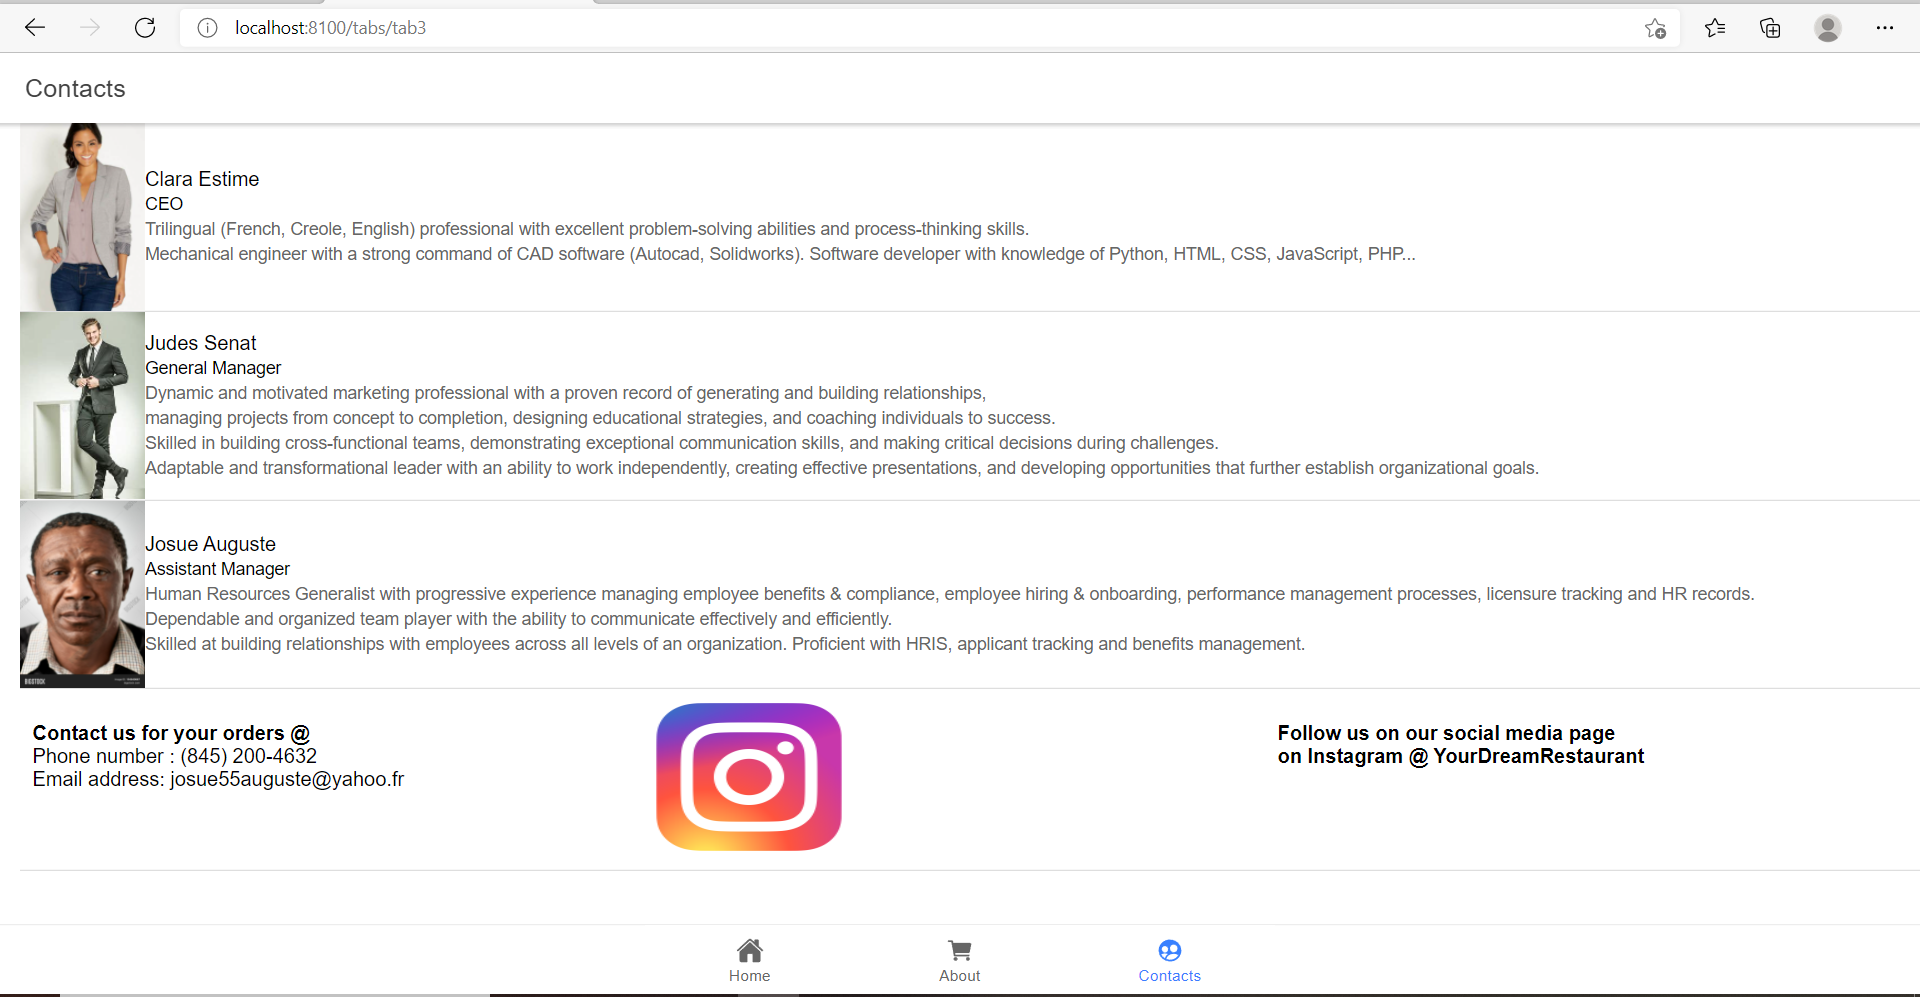 localhost:8100/tabs/tab3
Contacts
Clara Estime
CEO
Trilingual (French, Creole, English) professional with excellent problem-solving abilities and process-thinking skills.
Mechanical engineer with a strong command of CAD software (Autocad, Solidworks). Software developer with knowledge of Python, HTML, CSS, JavaScript, PHP...
Judes Senat
General Manager
Dynamic and motivated marketing professional with a proven record of generating and building relationships,
managing projects from concept to completion, designing educational strategies, and coaching individuals to success.
Skilled in building cross-functional teams, demonstrating exceptional communication skills, and making critical decisions during challenges.
Adaptable and transformational leader with an ability to work independently, creating effective presentations, and developing opportunities that further establish organizational goals.
Josue Auguste
Assistant Manager
Human Resources Generalist with progressive experience managing employee benefits & compliance, employee hiring & onboarding, performance management processes, licensure tracking and HR records.
Dependable and organized team player with the ability to communicate effectively and efficiently.
Skilled at building relationships with employees across all levels of an organization. Proficient with HRIS, applicant tracking and benefits management.
BIGSTOCK
Contact us for your orders @
Phone number : (845) 200-4632
Email address: josue55auguste@yahoo.fr
Follow us on our social media page
on Instagram @ YourDreamRestaurant
Home
About
Contacts